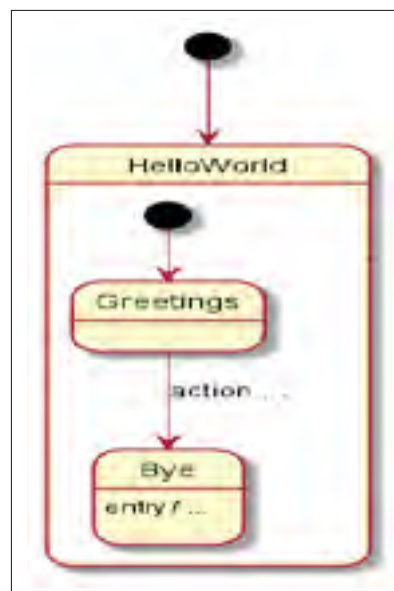 HelloWorld
Greetings
action . . .
Bye
entry / ...